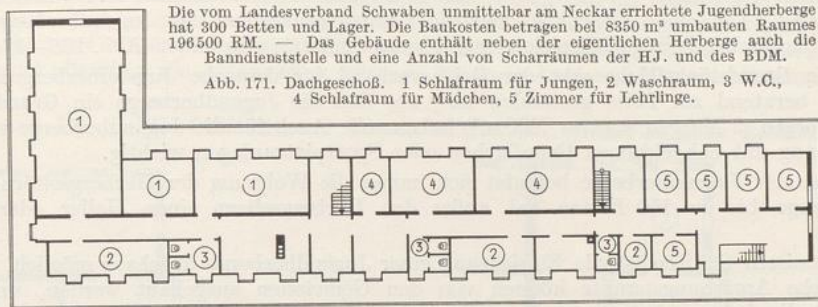 Die vom Landesverband Schwaben unmittelbar am Neckar errichtete Jugendherberge
hat 300 Betten und Lager. Die Baukosten betragen bei 8350 m³ umbauten Raumes
196500 RM. — Das Gebäude enthält neben der eigentlichen Herberge auch die
Banndienststelle und eine Anzahl von Scharräumen der HJ. und des BDM.
Abb. 171. Dachgeschoß. 1 Schlafraum für Jungen, 2 Waschraum, 3 W.C.,
4 Schlafraum für Mädchen, 5 Zimmer für Lehrlinge.
1
1 1 4 4 4 5 5 5 5
2 3 3 2 3 2 5